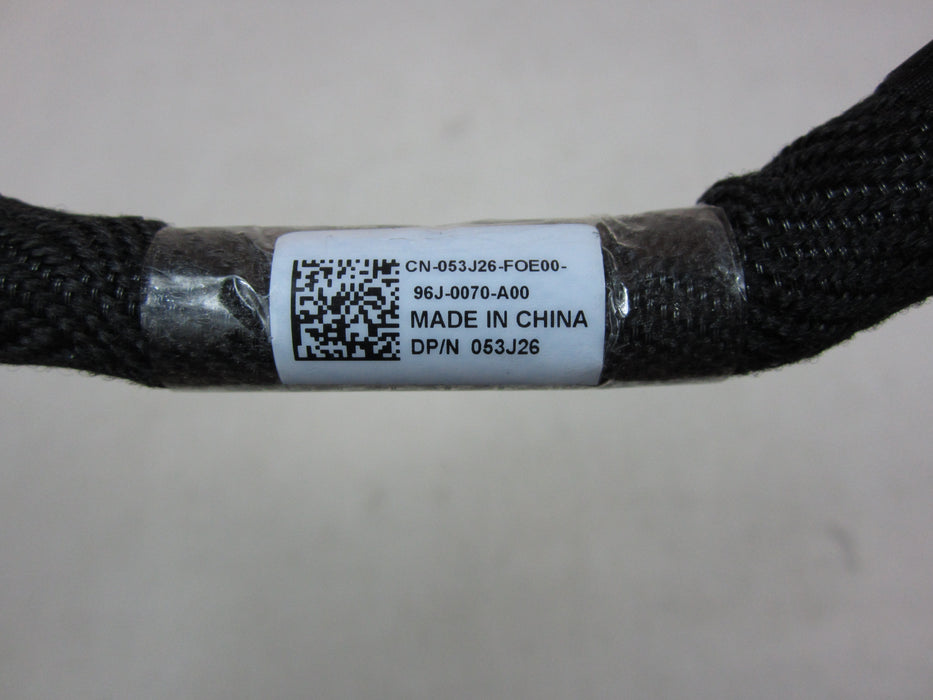 CN-053J26-FOE00-
96J-0070-A00
MADE IN CHINA
DP/N 053J26